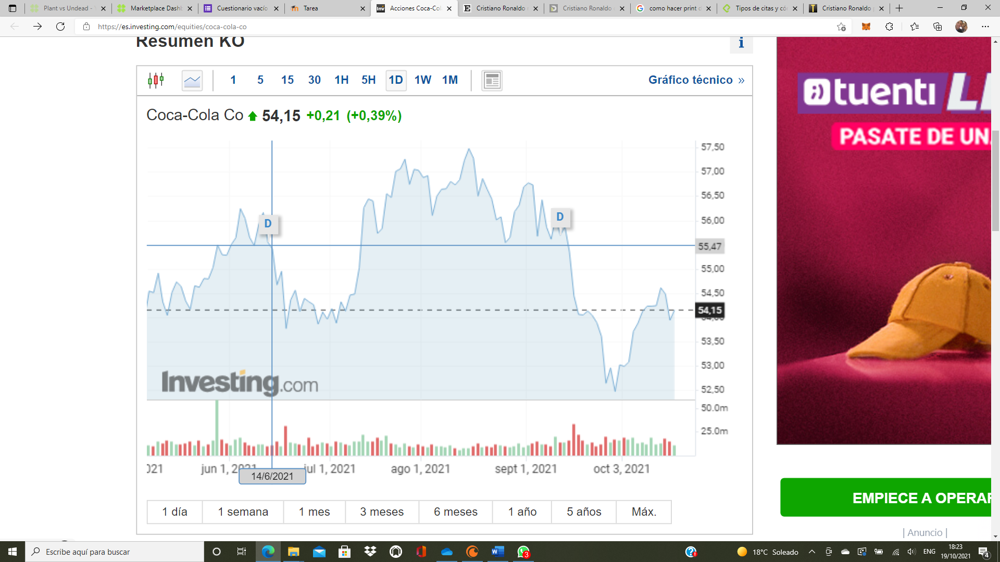 Plant vs Undead -
Marketplace Dashb
Cuestionario vacío
Tarea
Inv
Acciones Coca-Col
E
Cristiano Ronaldo
D
Cristiano Ronaldo
G
como hacer print d
Tipos de citas y có
T
Cristiano Ronaldo
https://es.investing.com/equities/coca-cola-co
Resumen KO
i
1 5 15 30 1H 5H 1D 1W 1M
Gráfico técnico »
Coca-Cola Co 54,15 +0,21 (+0,39%)
57,50
57,00
56,50
D
D
56,00
55,47
55,00
54,50
54,15
53,50
53,00
52,50
Investing.com
50.0m
25.0m
021
jun 1, 2021
jul 1, 2021
ago 1, 2021
sept 1, 2021
oct 3, 2021
14/6/2021
1 día
1 semana
1 mes
3 meses
6 meses
1 año
5 años
Máx.
tuenti
PASATE DE UNA
EMPIECE A OPERAR
| Anuncio |
Escribe aquí para buscar
W
3
?
18°C Soleado
ENG
18:23
19/10/2021
4